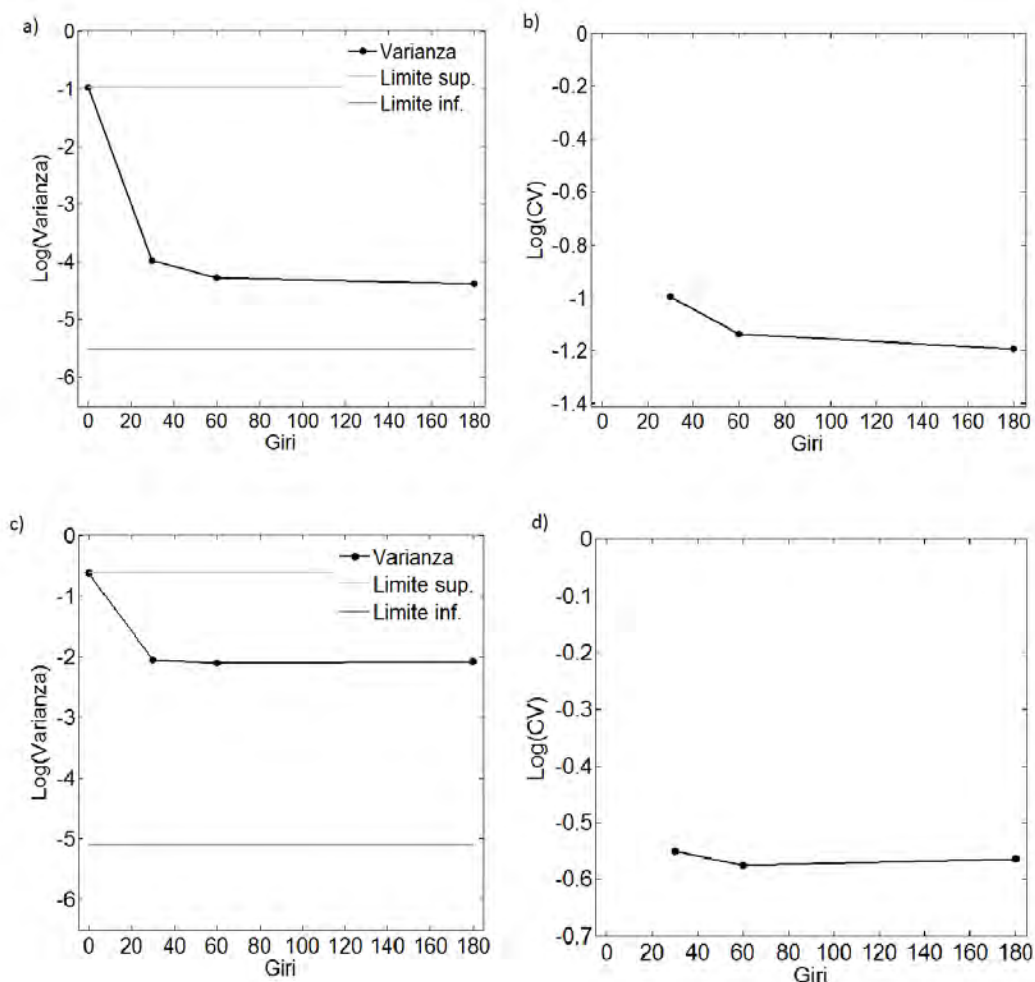 a)
0
-1
-2
-3
-4
-5
-6
Log(Varianza)
Varianza
Limite sup.
Limite inf.
0 20 40 60 80 100 120 140 160 180
Giri
b)
0
-0.2
-0.4
-0.6
-0.8
-1
-1.2
-1.4
Log(CV)
0 20 40 60 80 100 120 140 160 180
Giri
c)
0
-1
-2
-3
-4
-5
-6
Log(Varianza)
Varianza
Limite sup.
Limite inf.
0 20 40 60 80 100 120 140 160 180
Giri
d)
0
-0.1
-0.2
-0.3
-0.4
-0.5
-0.6
-0.7
Log(CV)
0 20 40 60 80 100 120 140 160 180
Giri